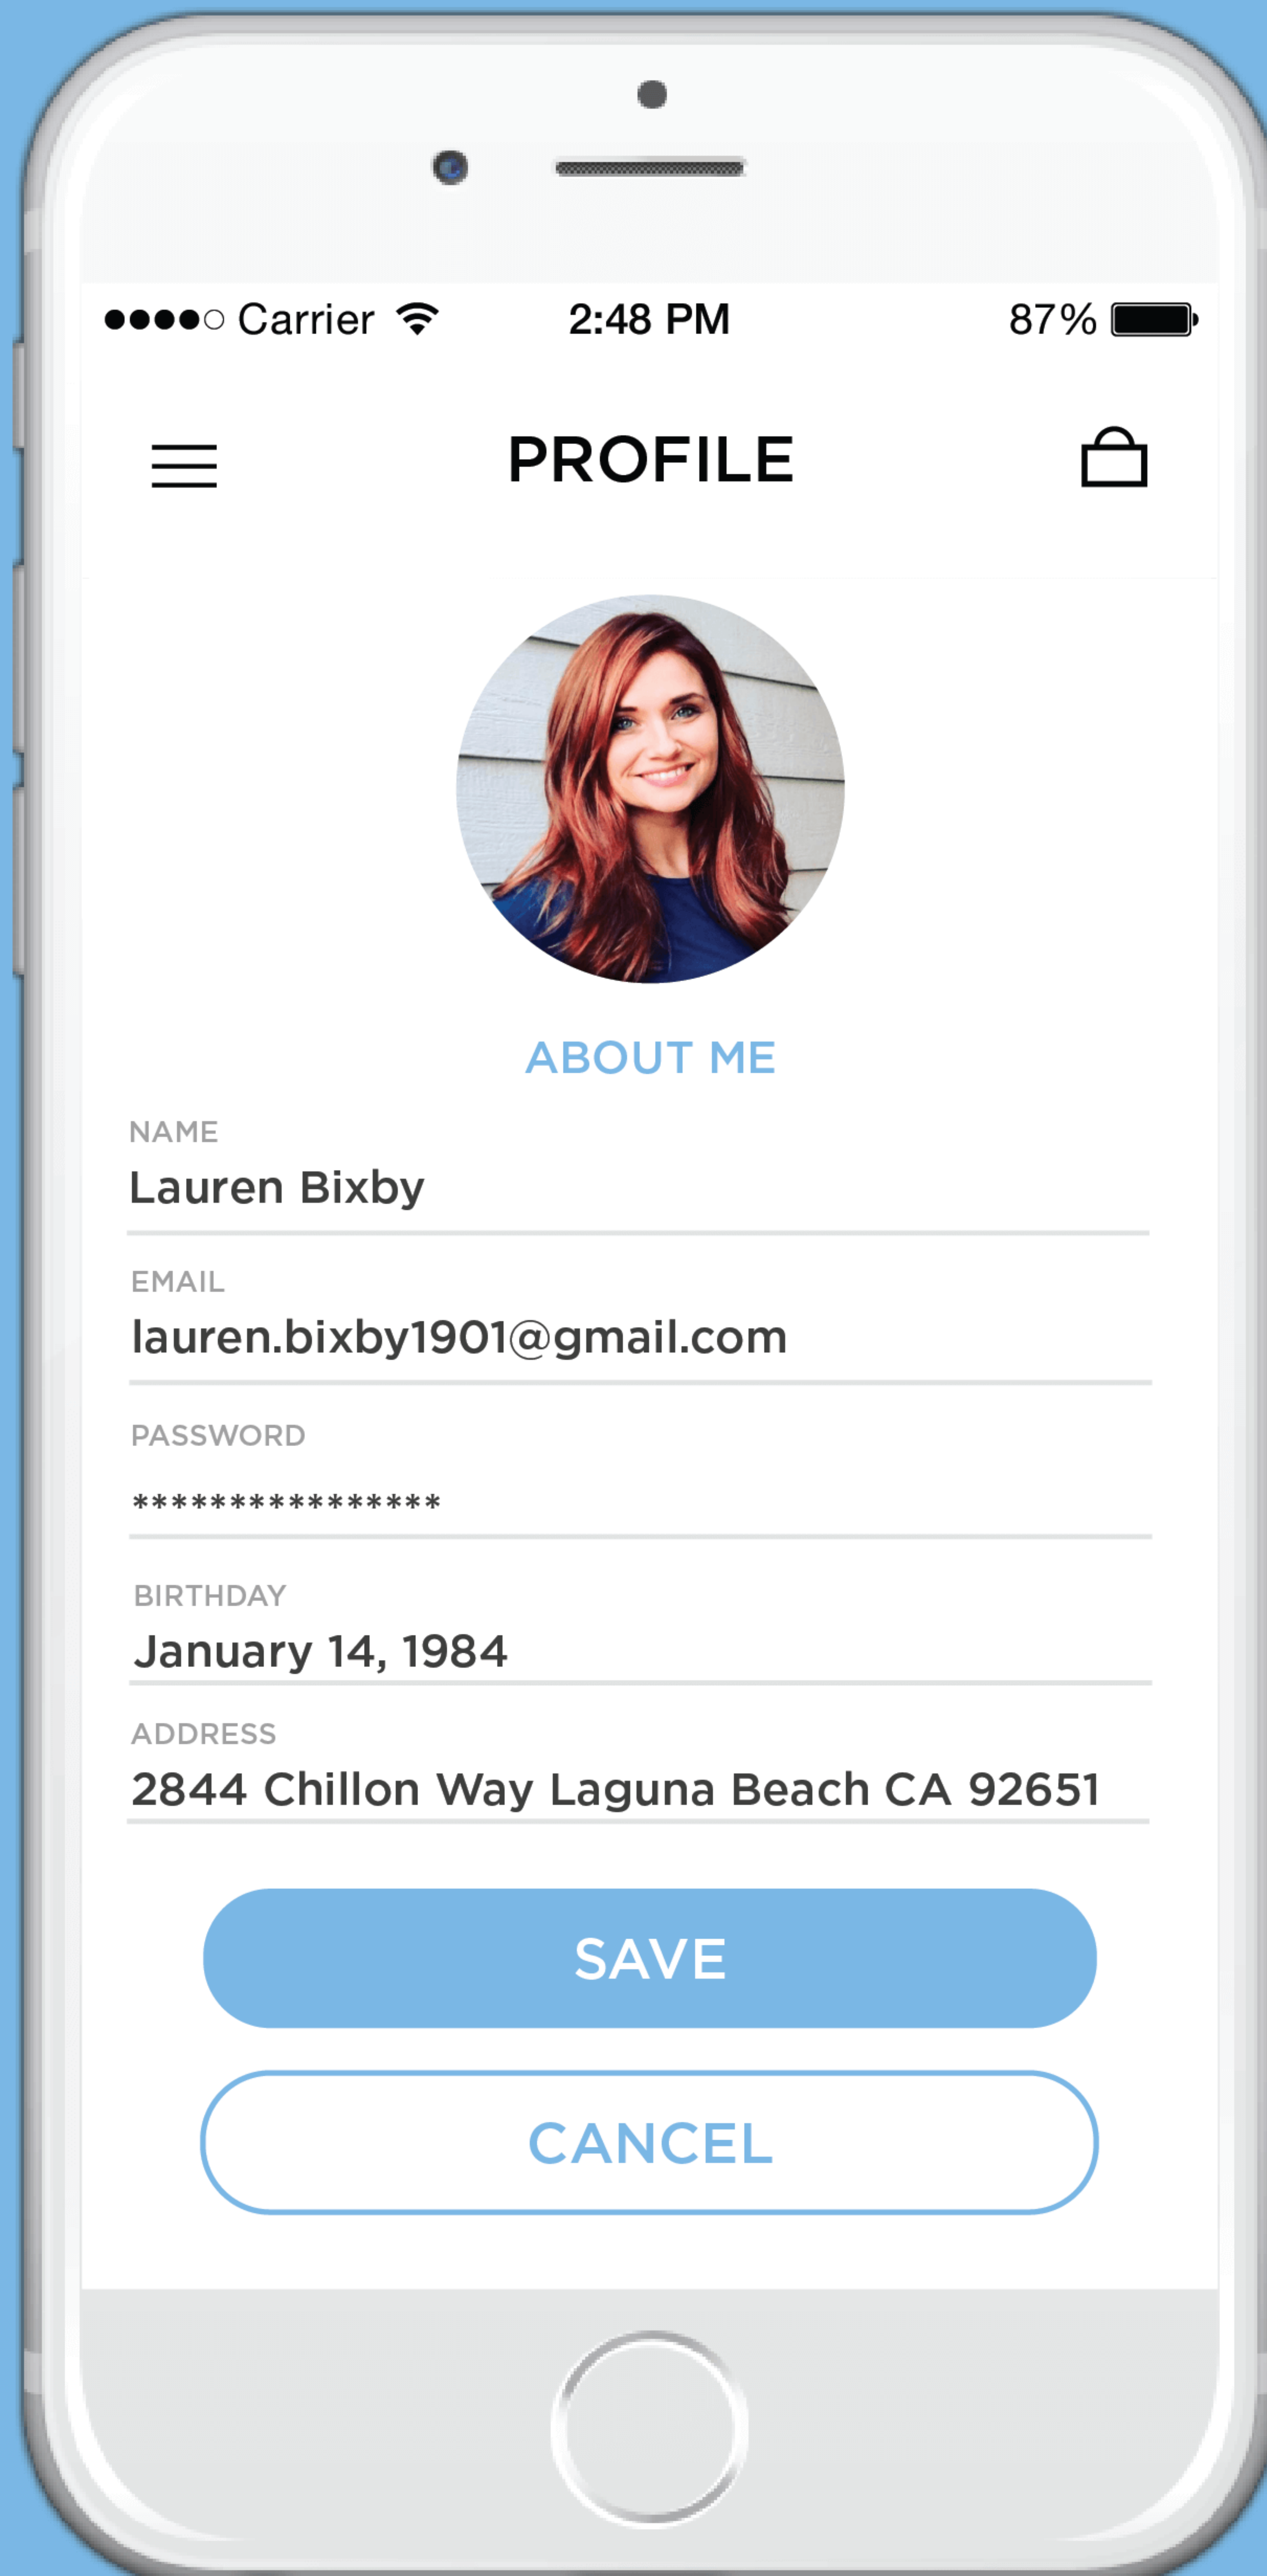 Carrier 2:48 PM 87%
PROFILE
ABOUT ME
NAME
Lauren Bixby
EMAIL
lauren.bixby1901@gmail.com
PASSWORD
****************
BIRTHDAY
January 14, 1984
ADDRESS
2844 Chillon Way Laguna Beach CA 92651
SAVE
CANCEL